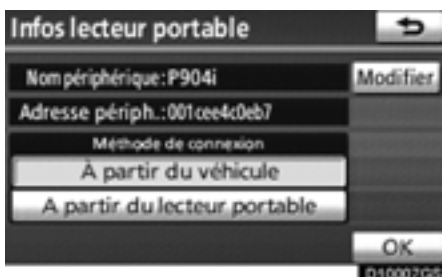 Infos lecteur portable
Nom périphérique:P904i
Modifier
Adresse périph.:001cee4c0eb7
Méthode de connexion
À partir du véhicule
A partir du lecteur portable
OK